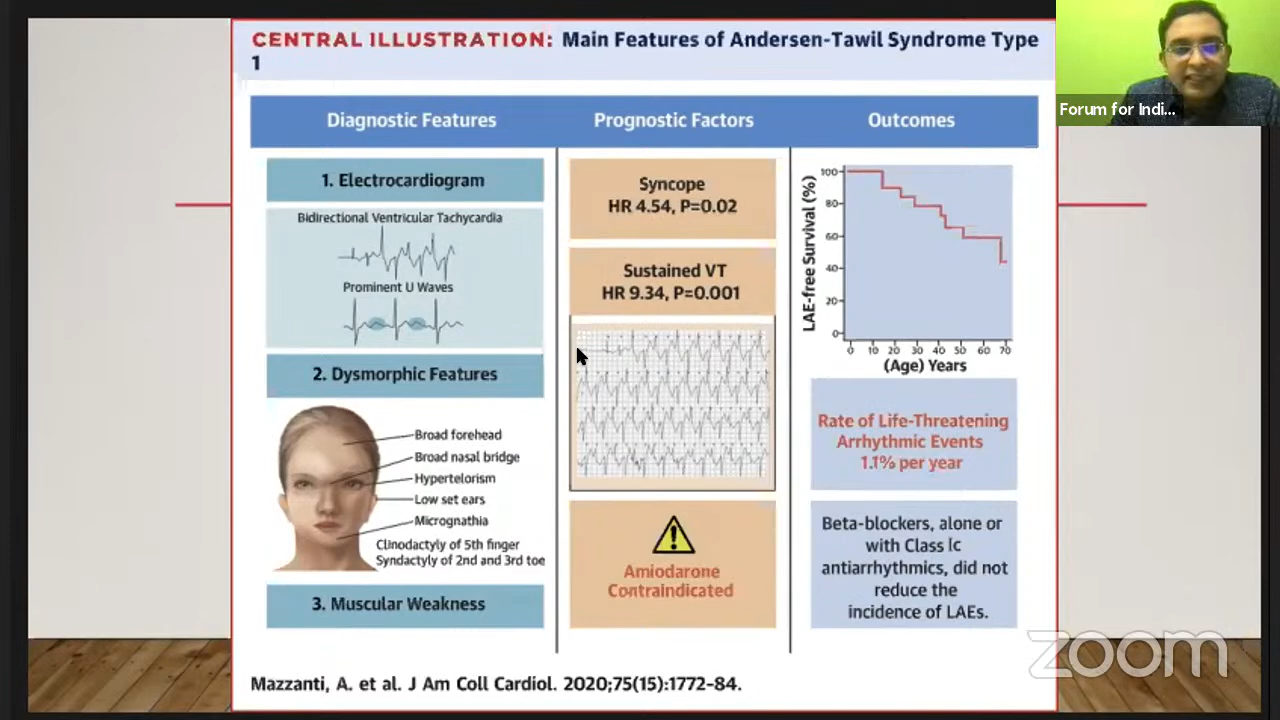 CENTRAL ILLUSTRATION: Main Features of Andersen-Tawil Syndrome Type
1
Diagnostic Features
1. Electrocardiogram
Bidirectional Ventricular Tachycardia
Prominent U Waves
2. Dysmorphic Features
Broad forehead
Broad nasal bridge
Hypertelorism
Low set ears
Micrognathia
Clinodactyly of 5th finger
Syndactyly of 2nd and 3rd toe
3. Muscular Weakness
Prognostic Factors
Syncope
HR 4.54, P=0.02
Sustained VT
HR 9.34, P=0.001
Amiodarone
Contraindicated
Outcomes
LAE-free Survival (%)
100
80
60
40
20
0
0 10 20 30 40 50 60 70
(Age) Years
Rate of Life-Threatening
Arrhythmic Events
1.1% per year
Beta-blockers, alone or
with Class Ic
antiarrhythmics, did not
reduce the
incidence of LAEs.
Mazzanti, A. et al. J Am Coll Cardiol. 2020;75(15):1772-84.
Forum for Indi...
zoom